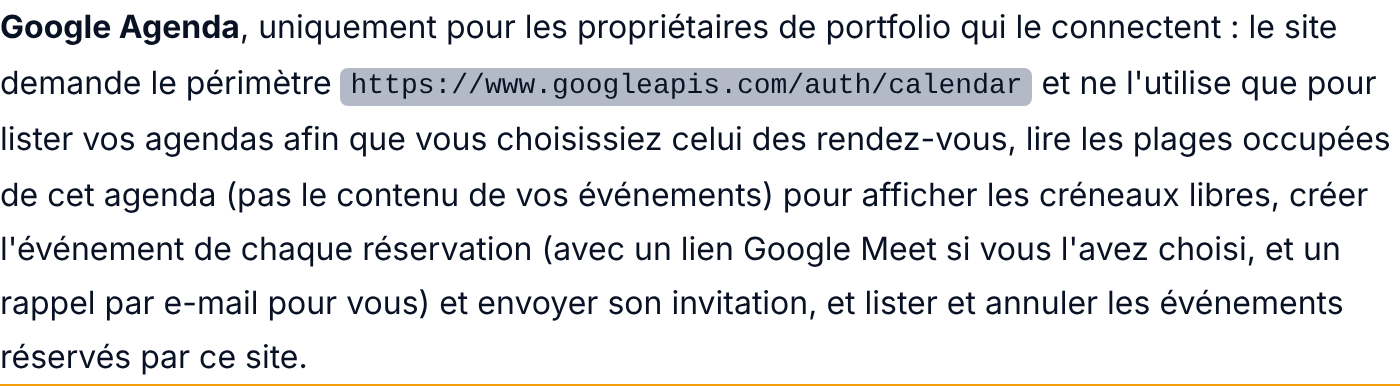 Google Agenda, uniquement pour les propriétaires de portfolio qui le connectent : le site
demande le périmètre https://www.googleapis.com/auth/calendar et ne l'utilise que pour
lister vos agendas afin que vous choisissiez celui des rendez-vous, lire les plages occupées
de cet agenda (pas le contenu de vos événements) pour afficher les créneaux libres, créer
l'événement de chaque réservation (avec un lien Google Meet si vous l'avez choisi, et un
rappel par e-mail pour vous) et envoyer son invitation, et lister et annuler les événements
réservés par ce site.